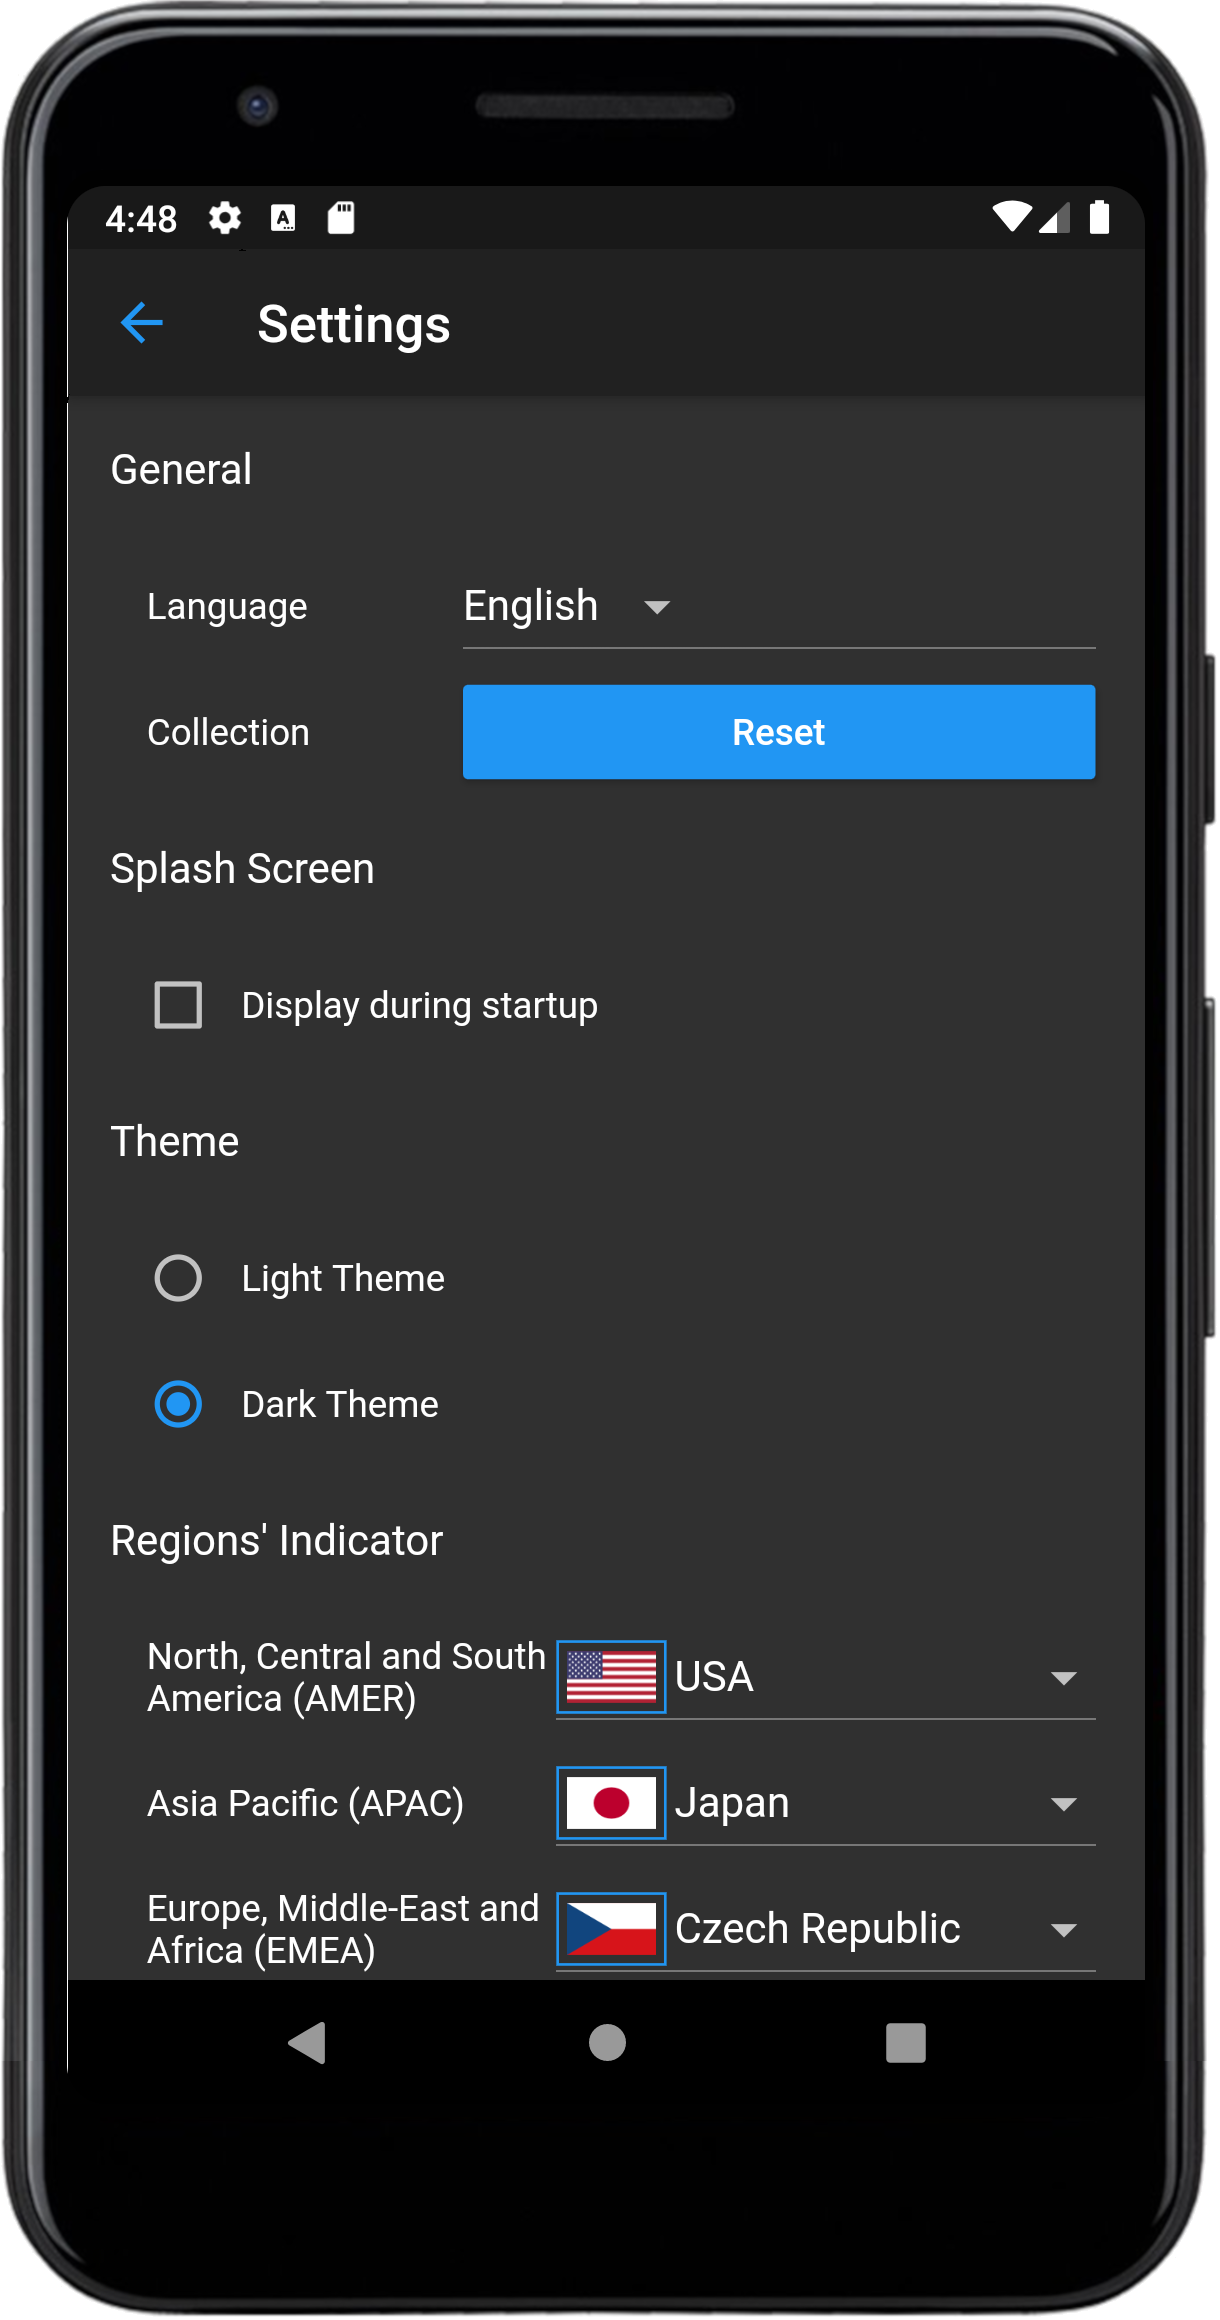 4:48
Settings
General
Language English
Collection Reset
Splash Screen
Display during startup
Theme
Light Theme
Dark Theme
Regions' Indicator
North, Central and South
America (AMER)
USA
Asia Pacific (APAC) Japan
Europe, Middle-East and
Africa (EMEA)
Czech Republic